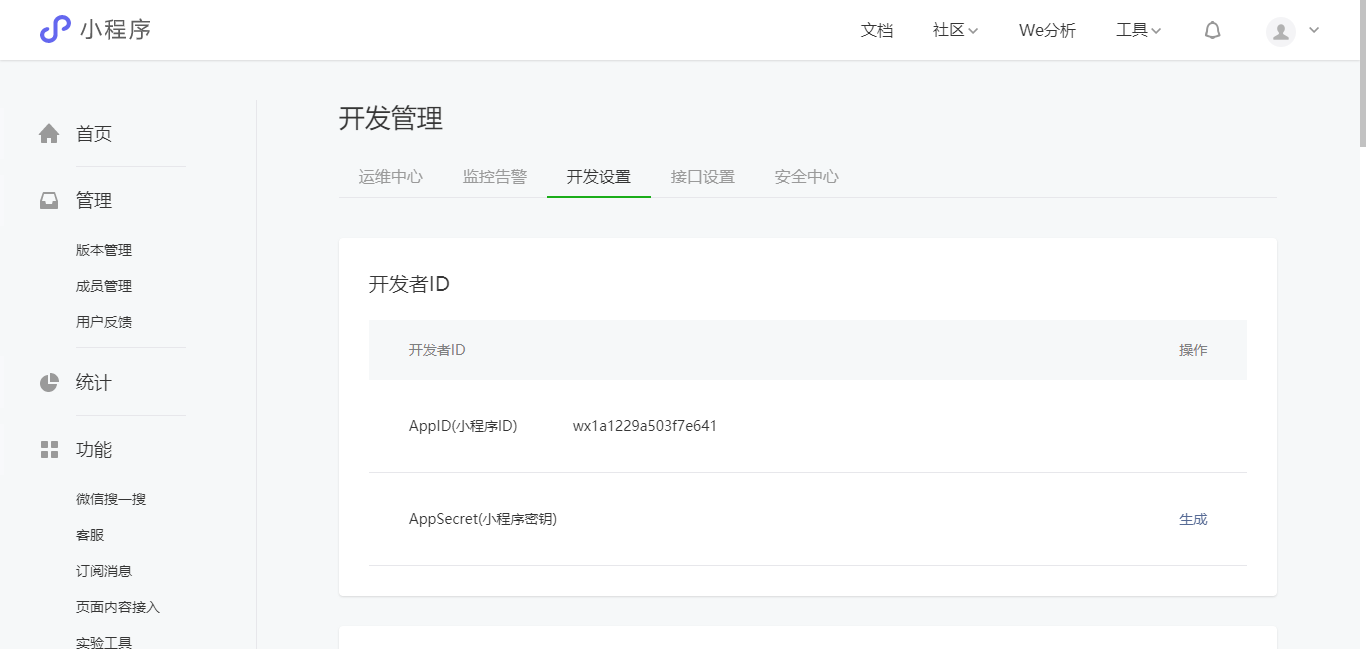 小程序
文档 社区 We分析 工具
首页
管理
版本管理
成员管理
用户反馈
统计
功能
微信搜一搜
客服
订阅消息
页面内容接入
实验工具
开发管理
运维中心 监控告警 开发设置 接口设置 安全中心
开发者ID
开发者ID 操作
AppID(小程序ID) wx1a1229a503f7e641
AppSecret(小程序密钥) 生成